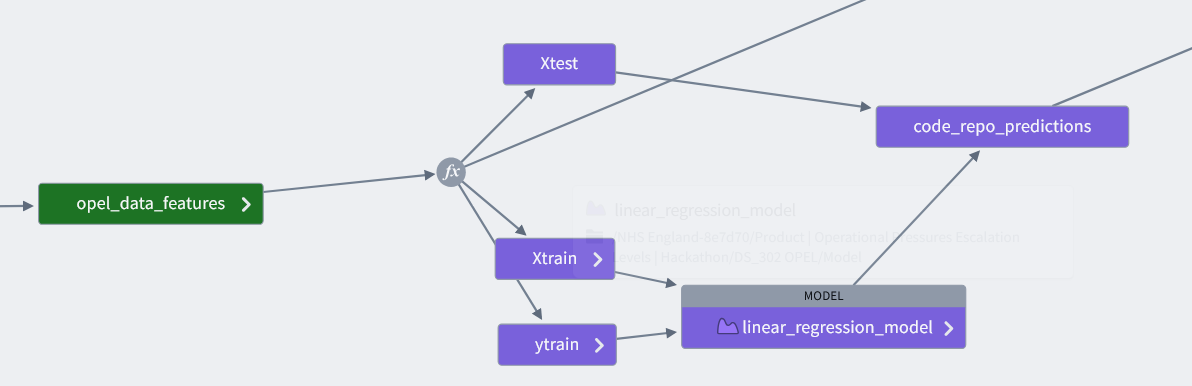 Xtest
code_repo_predictions
fx
opel_data_features
linear_regression_model
NHS England-8e7d70/Product | Operational Pressures Escalation
Levels | Hackathon/DS_302 OPEL/Model
Xtrain
MODEL
linear_regression_model
ytrain